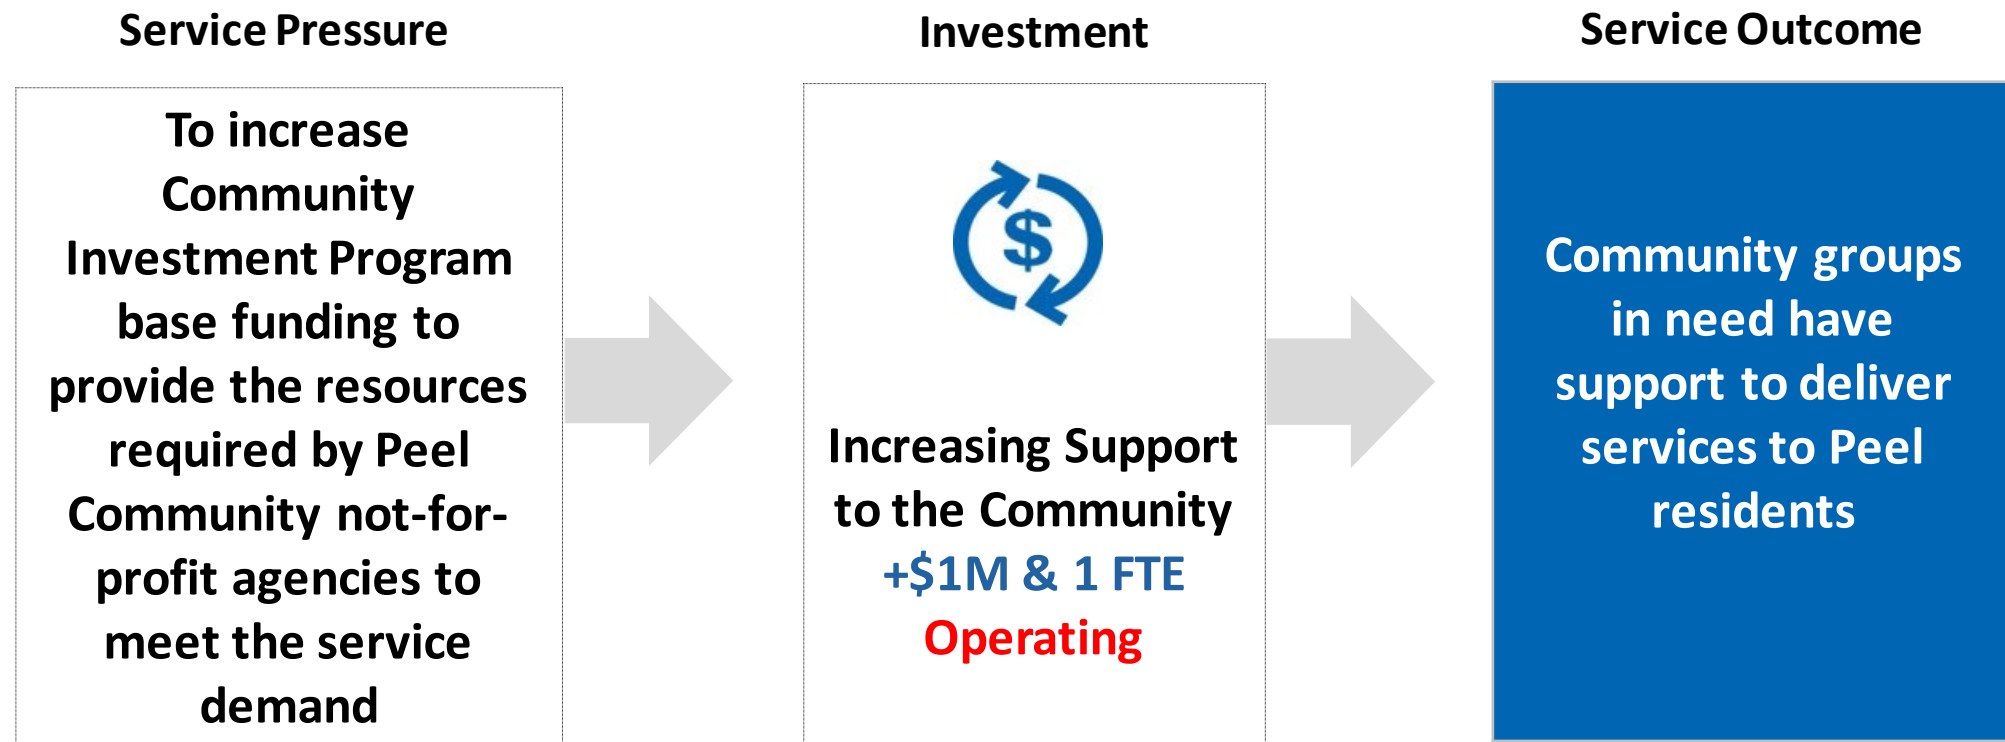 Service Pressure
To increase
Community
Investment Program
base funding to
provide the resources
required by Peel
Community not-for-
profit agencies to
meet the service
demand
Investment
$
Increasing Support
to the Community
+$1M & 1 FTE
Operating
Service Outcome
Community groups
in need have
support to deliver
services to Peel
residents